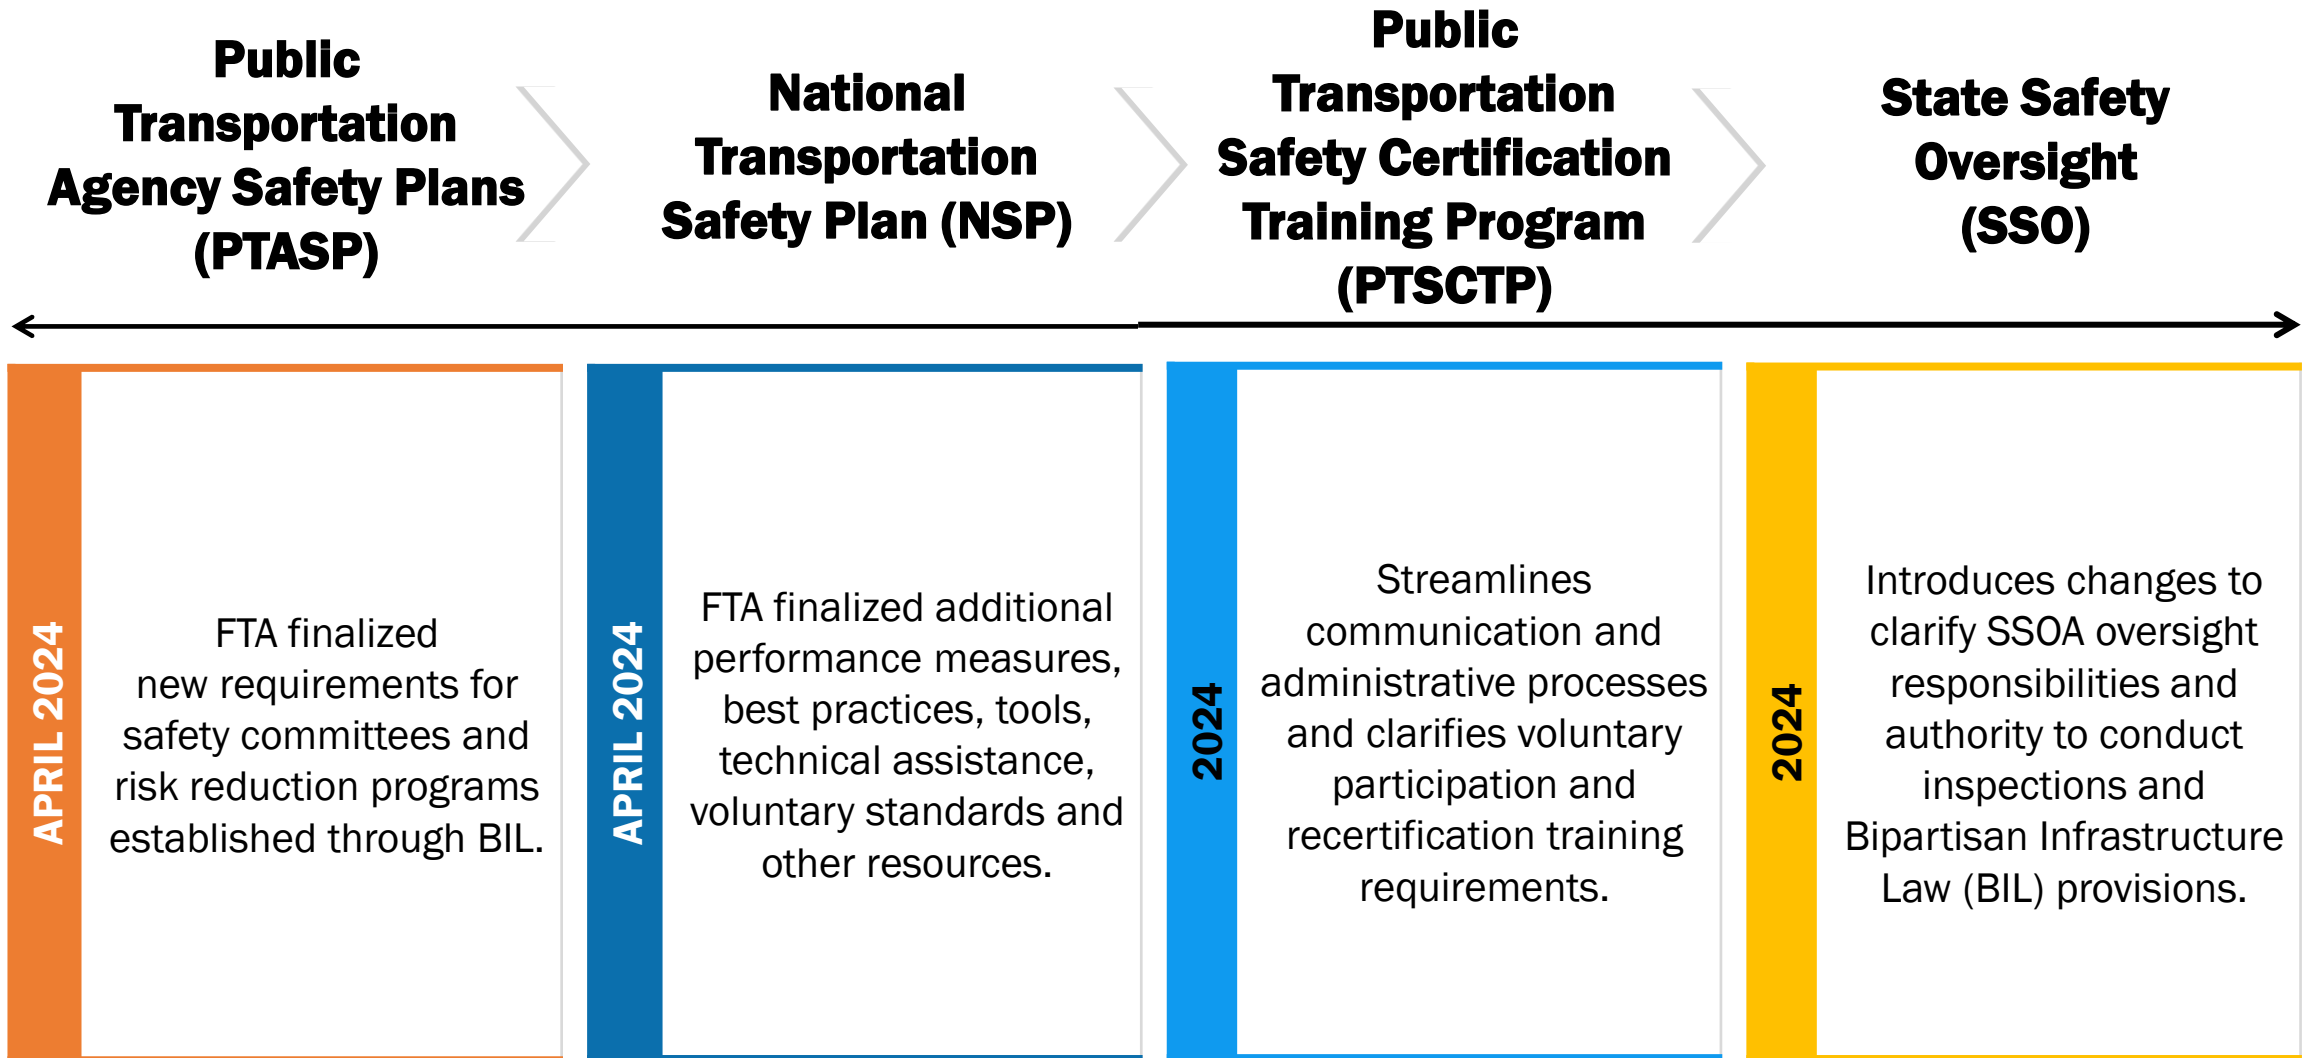 Public
Transportation
Agency Safety Plans
(PTASP)
National
Transportation
Safety Plan (NSP)
Public
Transportation
Safety Certification
Training Program
(PTSCTP)
State Safety
Oversight
(SSO)
APRIL 2024
FTA finalized
new requirements for
safety committees and
risk reduction programs
established through BIL.
APRIL 2024
FTA finalized additional
performance measures,
best practices, tools,
technical assistance,
voluntary standards and
other resources.
2024
Streamlines
communication and
administrative processes
and clarifies voluntary
participation and
recertification training
requirements.
2024
Introduces changes to
clarify SSOA oversight
responsibilities and
authority to conduct
inspections and
Bipartisan Infrastructure
Law (BIL) provisions.